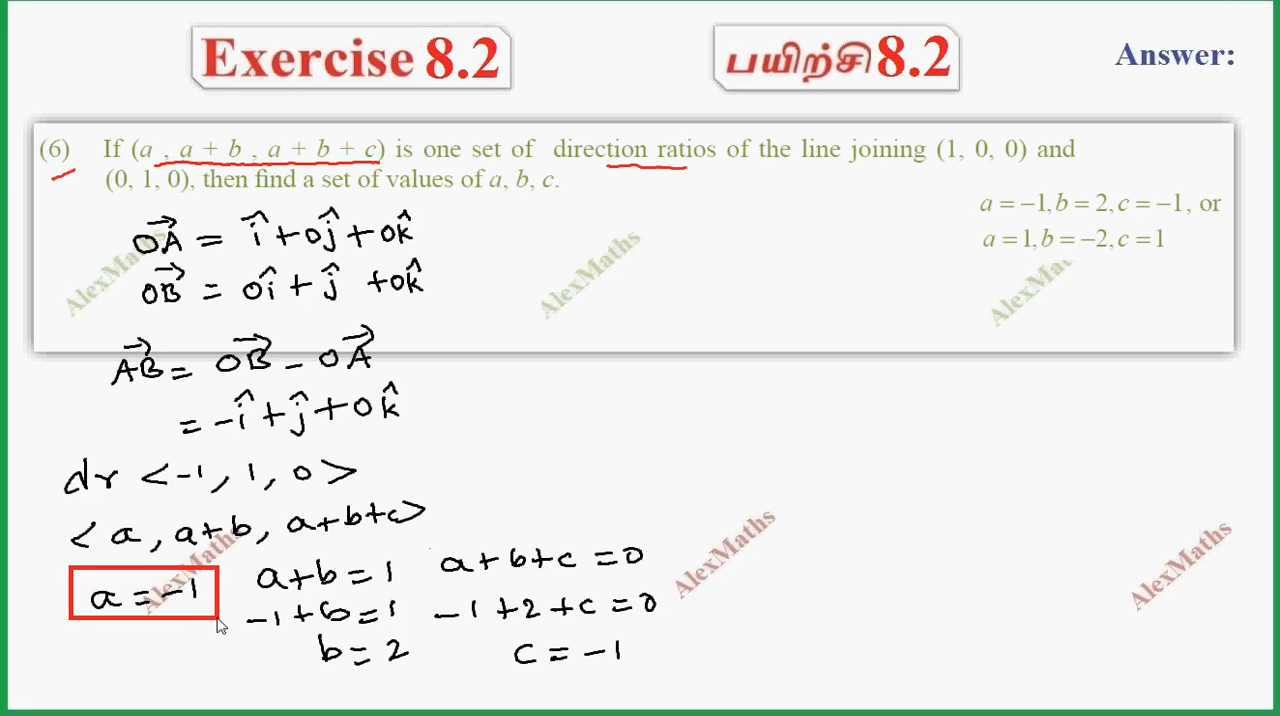 Exercise 8.2
பயிற்சி 8.2
Answer:
(6) If (a , a + b , a + b + c) is one set of direction ratios of the line joining (1, 0, 0) and
(0, 1, 0), then find a set of values of a, b, c.
a = −1, b = 2, c = −1, or
a = 1, b = −2, c = 1
OA→ = î + 0ĵ + 0k̂
OB→ = 0î + ĵ + 0k̂
AB→ = OB→ − OA→
= −î + ĵ + 0k̂
dr < −1, 1, 0 >
< a, a+b, a+b+c >
a = −1 a+b = 1 a+b+c = 0
−1+b = 1 −1+2+c = 0
b = 2 c = −1
AlexMaths
AlexMaths
AlexMaths
AlexMaths
AlexMaths
AlexMaths